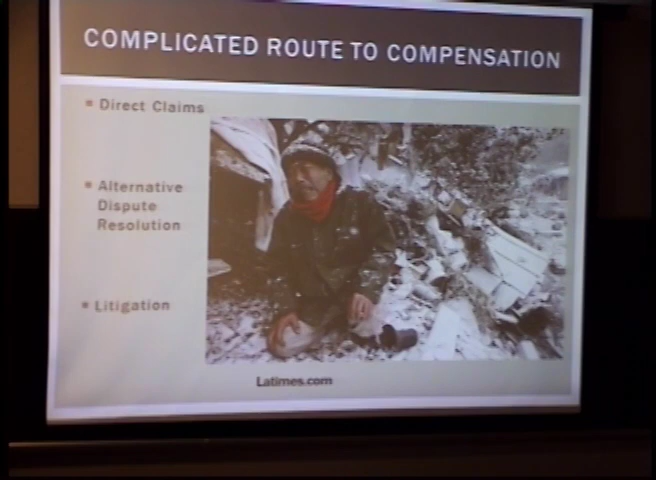 COMPLICATED ROUTE TO COMPENSATION
Direct Claims
Alternative
Dispute
Resolution
Litigation
Latimes.com